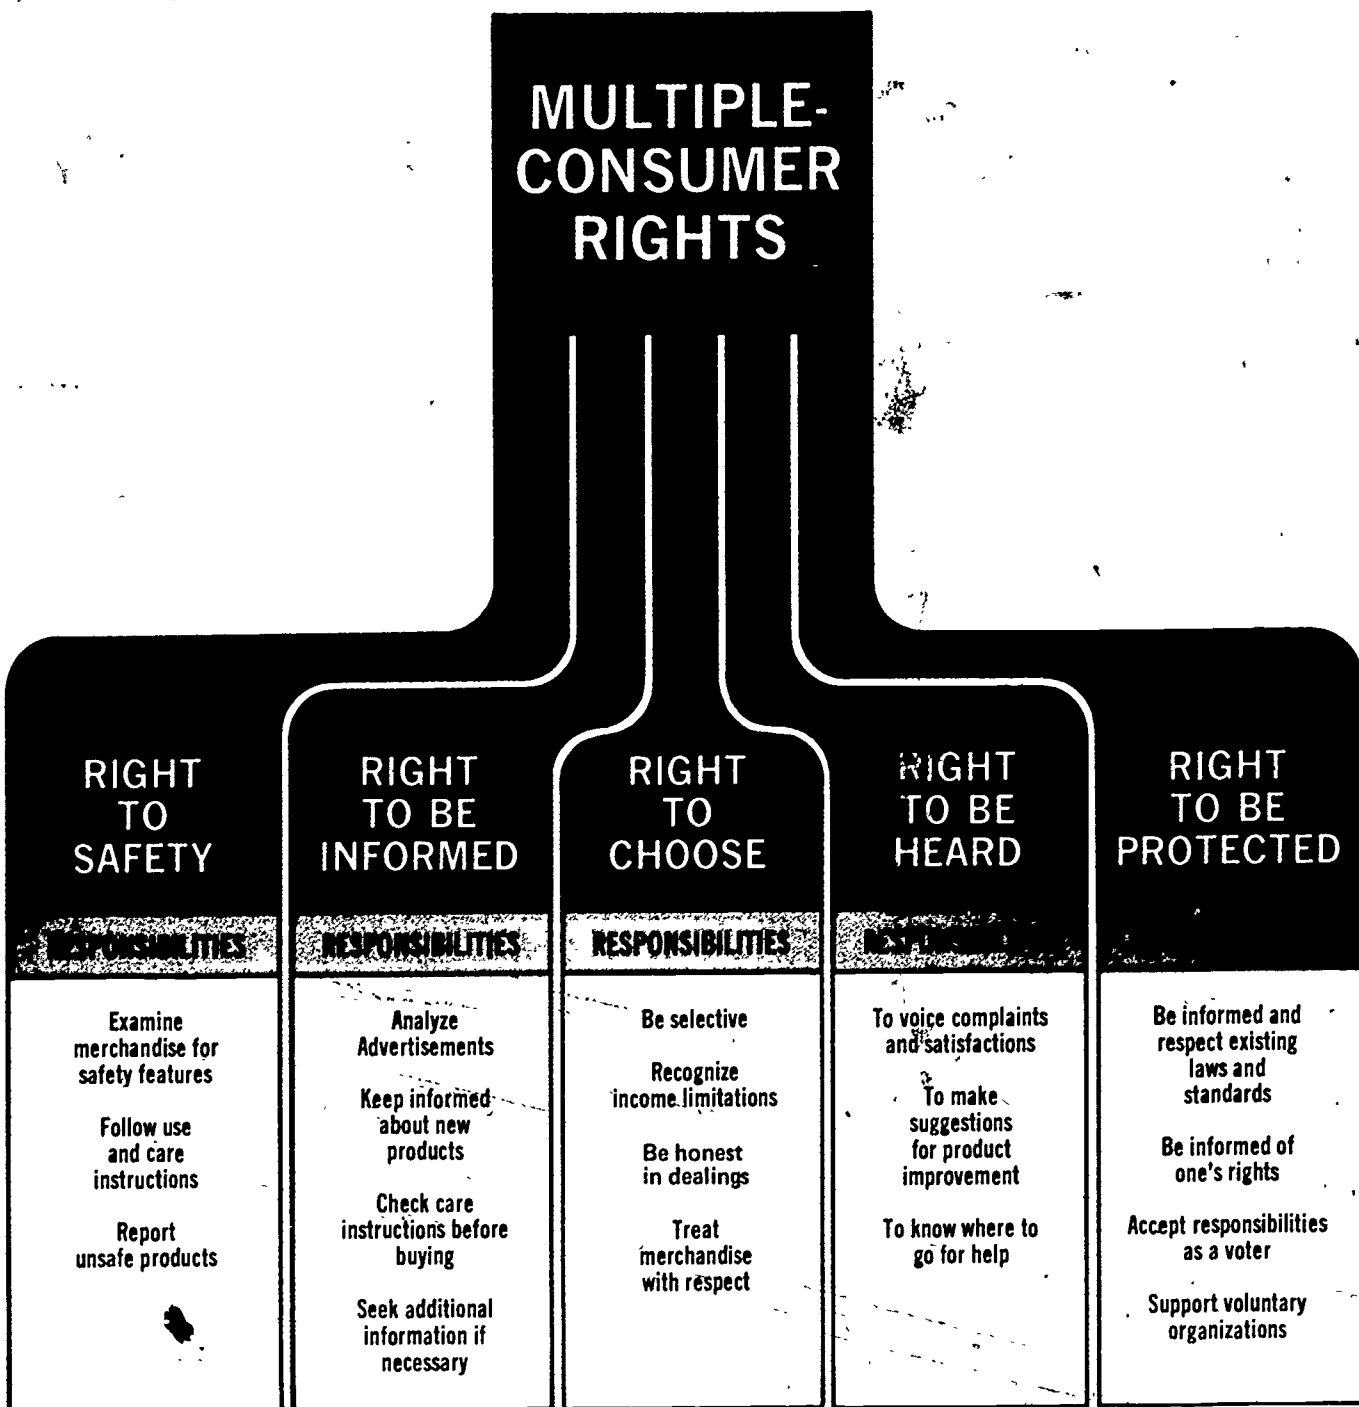 MULTIPLE-
CONSUMER
RIGHTS
RIGHT
TO
SAFETY
RESPONSIBILITIES
Examine
merchandise for
safety features
Follow use
and care
instructions
Report
unsafe products
RIGHT
TO BE
INFORMED
RESPONSIBILITIES
Analyze
Advertisements
Keep informed
about new
products
Check care
instructions before
buying
Seek additional
information if
necessary
RIGHT
TO
CHOOSE
RESPONSIBILITIES
Be selective
Recognize
income limitations
Be honest
in dealings
Treat
merchandise
with respect
RIGHT
TO BE
HEARD
RESPONSIBILITIES
To voice complaints
and satisfactions
To make
suggestions
for product
improvement
To know where to
go for help
RIGHT
TO BE
PROTECTED
Be informed and
respect existing
laws and
standards
Be informed of
one's rights
Accept responsibilities
as a voter
Support voluntary
organizations